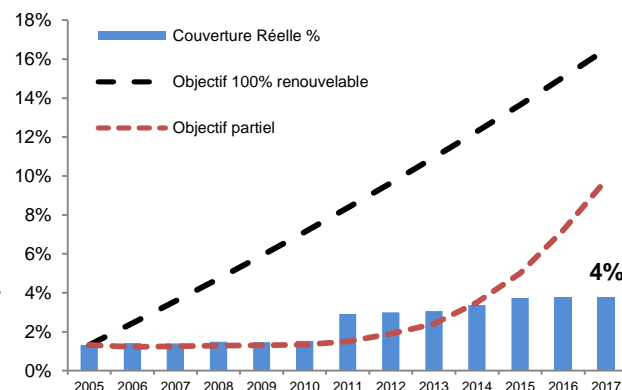 18%
16%
14%
12%
10%
8%
6%
4%
2%
0%
Couverture Réelle %
Objectif 100% renouvelable
Objectif partiel
4%
2005 2006 2007 2008 2009 2010 2011 2012 2013 2014 2015 2016 2017